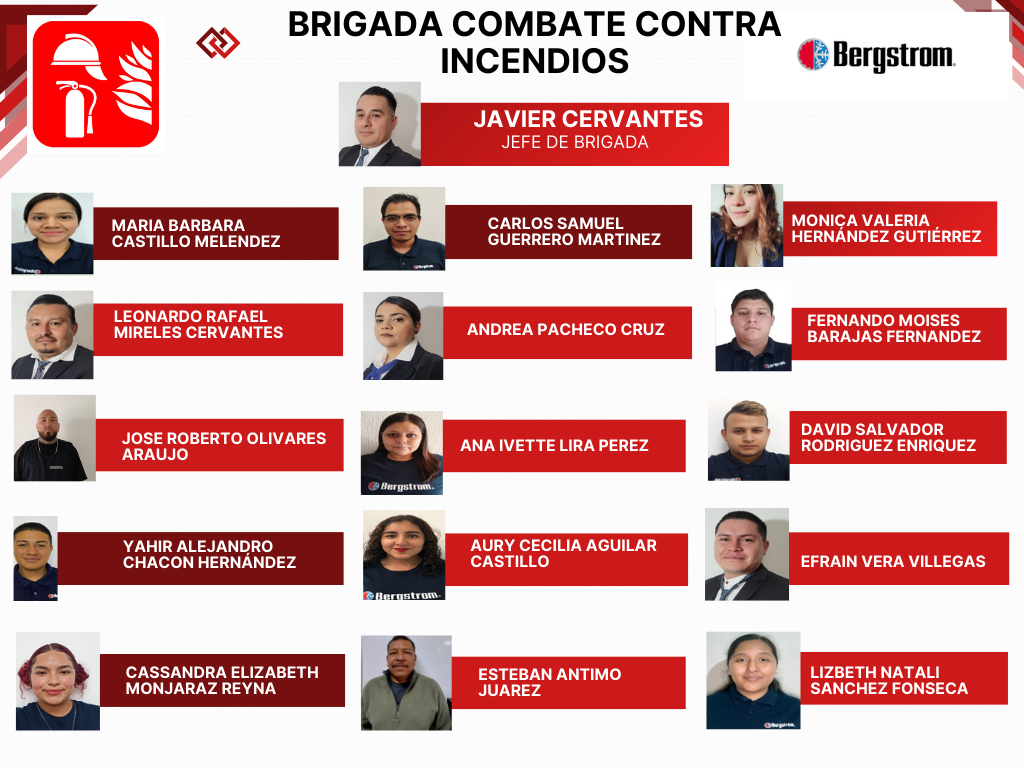 BRIGADA COMBATE CONTRA
INCENDIOS
Bergstrom.
JAVIER CERVANTES
JEFE DE BRIGADA
MARIA BARBARA
CASTILLO MELENDEZ
CARLOS SAMUEL
GUERRERO MARTINEZ
Bergstrom
MONICA VALERIA
HERNÁNDEZ GUTIÉRREZ
LEONARDO RAFAEL
MIRELES CERVANTES
ANDREA PACHECO CRUZ
FERNANDO MOISES
BARAJAS FERNANDEZ
JOSE ROBERTO OLIVARES
ARAUJO
ANA IVETTE LIRA PEREZ
Bergstrom.
DAVID SALVADOR
RODRIGUEZ ENRIQUEZ
YAHIR ALEJANDRO
CHACON HERNÁNDEZ
AURY CECILIA AGUILAR
CASTILLO
Bergstrom.
EFRAIN VERA VILLEGAS
CASSANDRA ELIZABETH
MONJARAZ REYNA
ESTEBAN ANTIMO
JUAREZ
LIZBETH NATALI
SANCHEZ FONSECA
Bergstrom